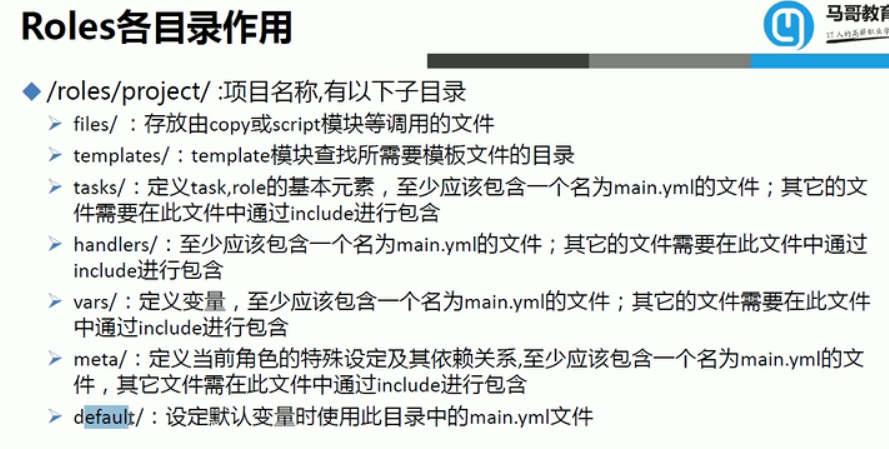 Roles各目录作用
马哥教育
IT人的高薪职业学
/roles/project/ :项目名称,有以下子目录
files/ ：存放由copy或script模块等调用的文件
templates/：template模块查找所需要模板文件的目录
tasks/：定义task,role的基本元素，至少应该包含一个名为main.yml的文件；其它的文
件需要在此文件中通过include进行包含
handlers/：至少应该包含一个名为main.yml的文件；其它的文件需要在此文件中通过
include进行包含
vars/：定义变量，至少应该包含一个名为main.yml的文件；其它的文件需要在此文件
中通过include进行包含
meta/：定义当前角色的特殊设定及其依赖关系,至少应该包含一个名为main.yml的文
件，其它文件需在此文件中通过include进行包含
default/：设定默认变量时使用此目录中的main.yml文件